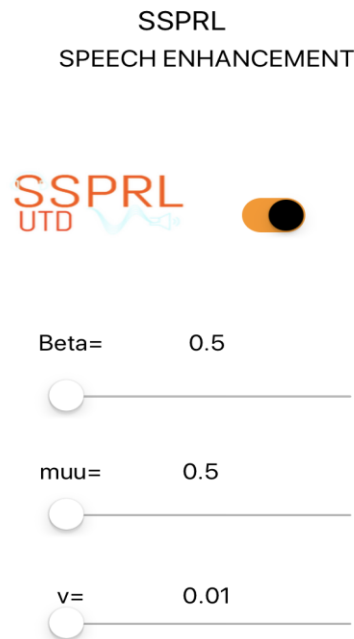 SSPRL
SPEECH ENHANCEMENT
SSPRL
UTD
Beta= 0.5
muu= 0.5
v= 0.01